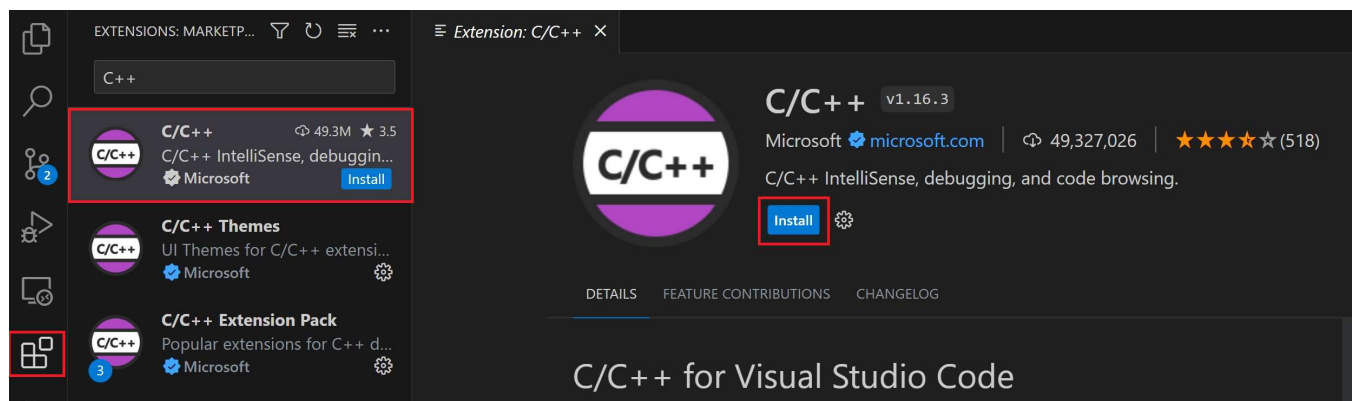 EXTENSIONS: MARKETP...
C++
C/C++ 49.3M ★ 3.5
C/C++ IntelliSense, debuggin...
Microsoft Install
C/C++ Themes
UI Themes for C/C++ extensi...
Microsoft
C/C++ Extension Pack
Popular extensions for C++ d...
Microsoft
C/C++
C/C++
C/C++
3
2
Extension: C/C++
C/C++
C/C++ v1.16.3
Microsoft microsoft.com | 49,327,026 | ★★★★☆ (518)
C/C++ IntelliSense, debugging, and code browsing.
Install
DETAILS FEATURE CONTRIBUTIONS CHANGELOG
C/C++ for Visual Studio Code